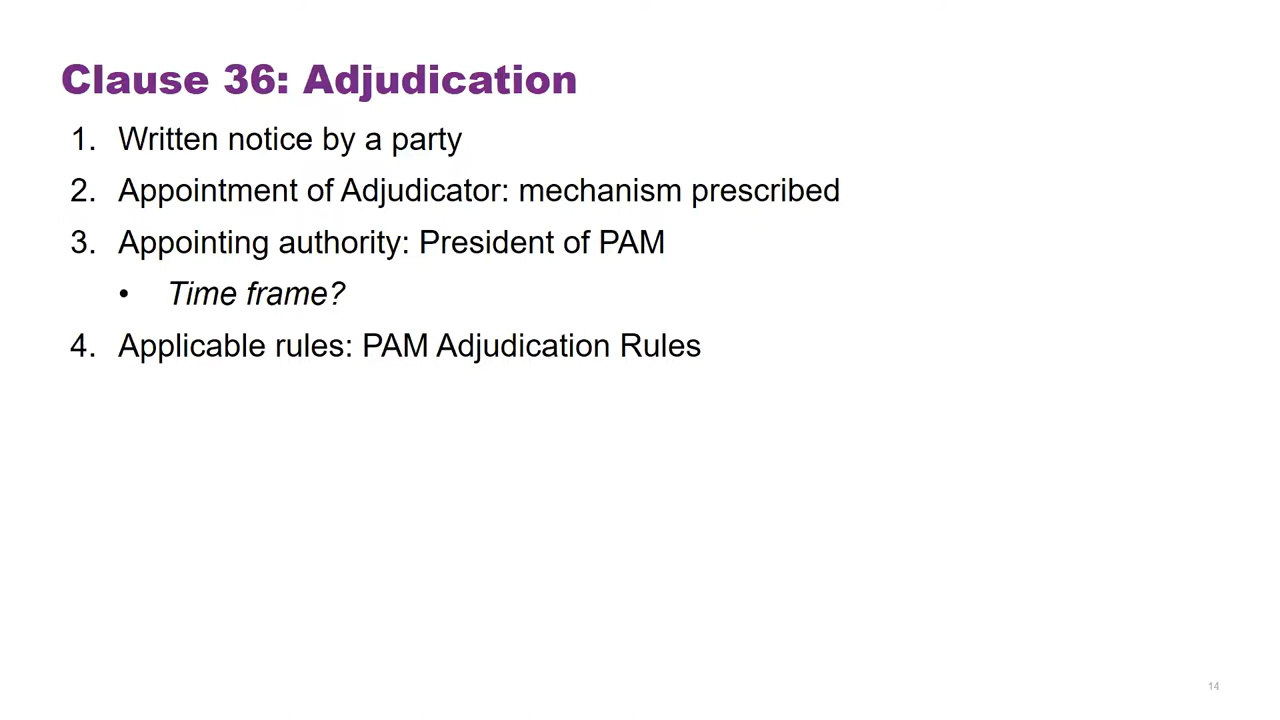 Clause 36: Adjudication
1. Written notice by a party
2. Appointment of Adjudicator: mechanism prescribed
3. Appointing authority: President of PAM
• Time frame?
4. Applicable rules: PAM Adjudication Rules
14